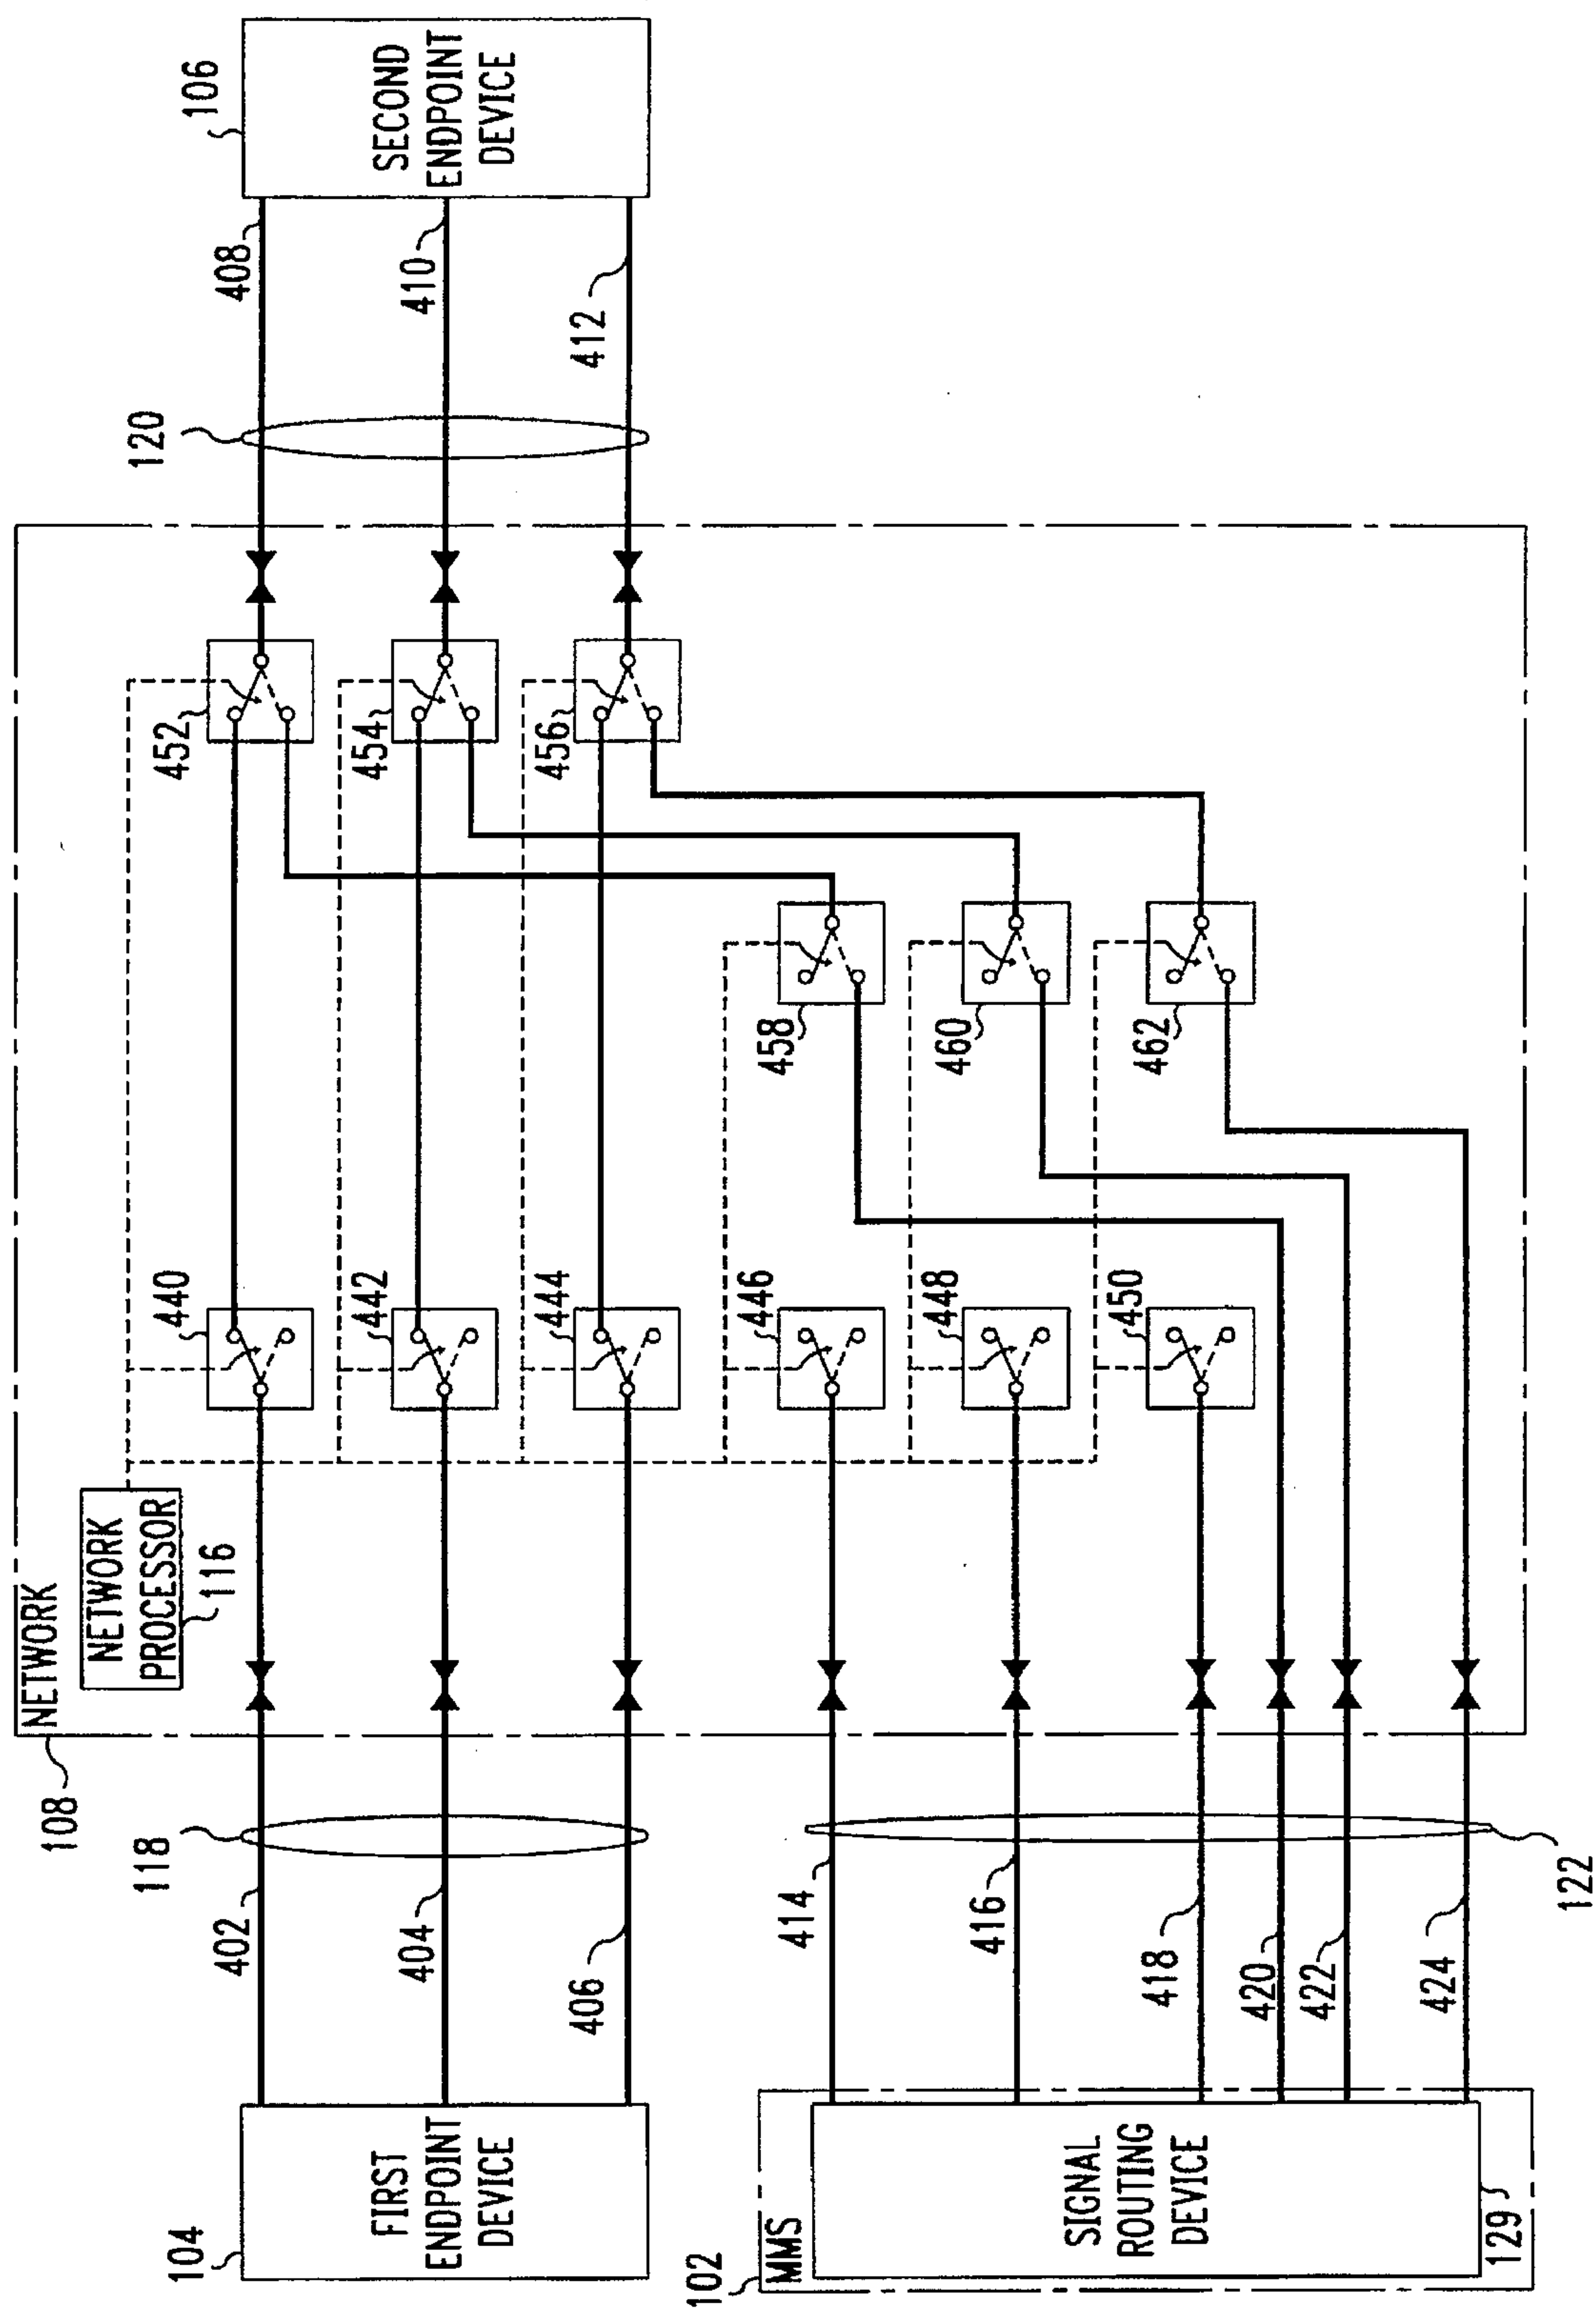 106
SECOND
ENDPOINT
DEVICE
408
410
412
120
452
454
456
458
460
462
440
442
444
446
448
450
NETWORK
PROCESSOR
116
NETWORK
108
118
402
404
406
414
416
418
420
422
424
122
104
FIRST
ENDPOINT
DEVICE
102
MMS
SIGNAL
ROUTING
DEVICE
129